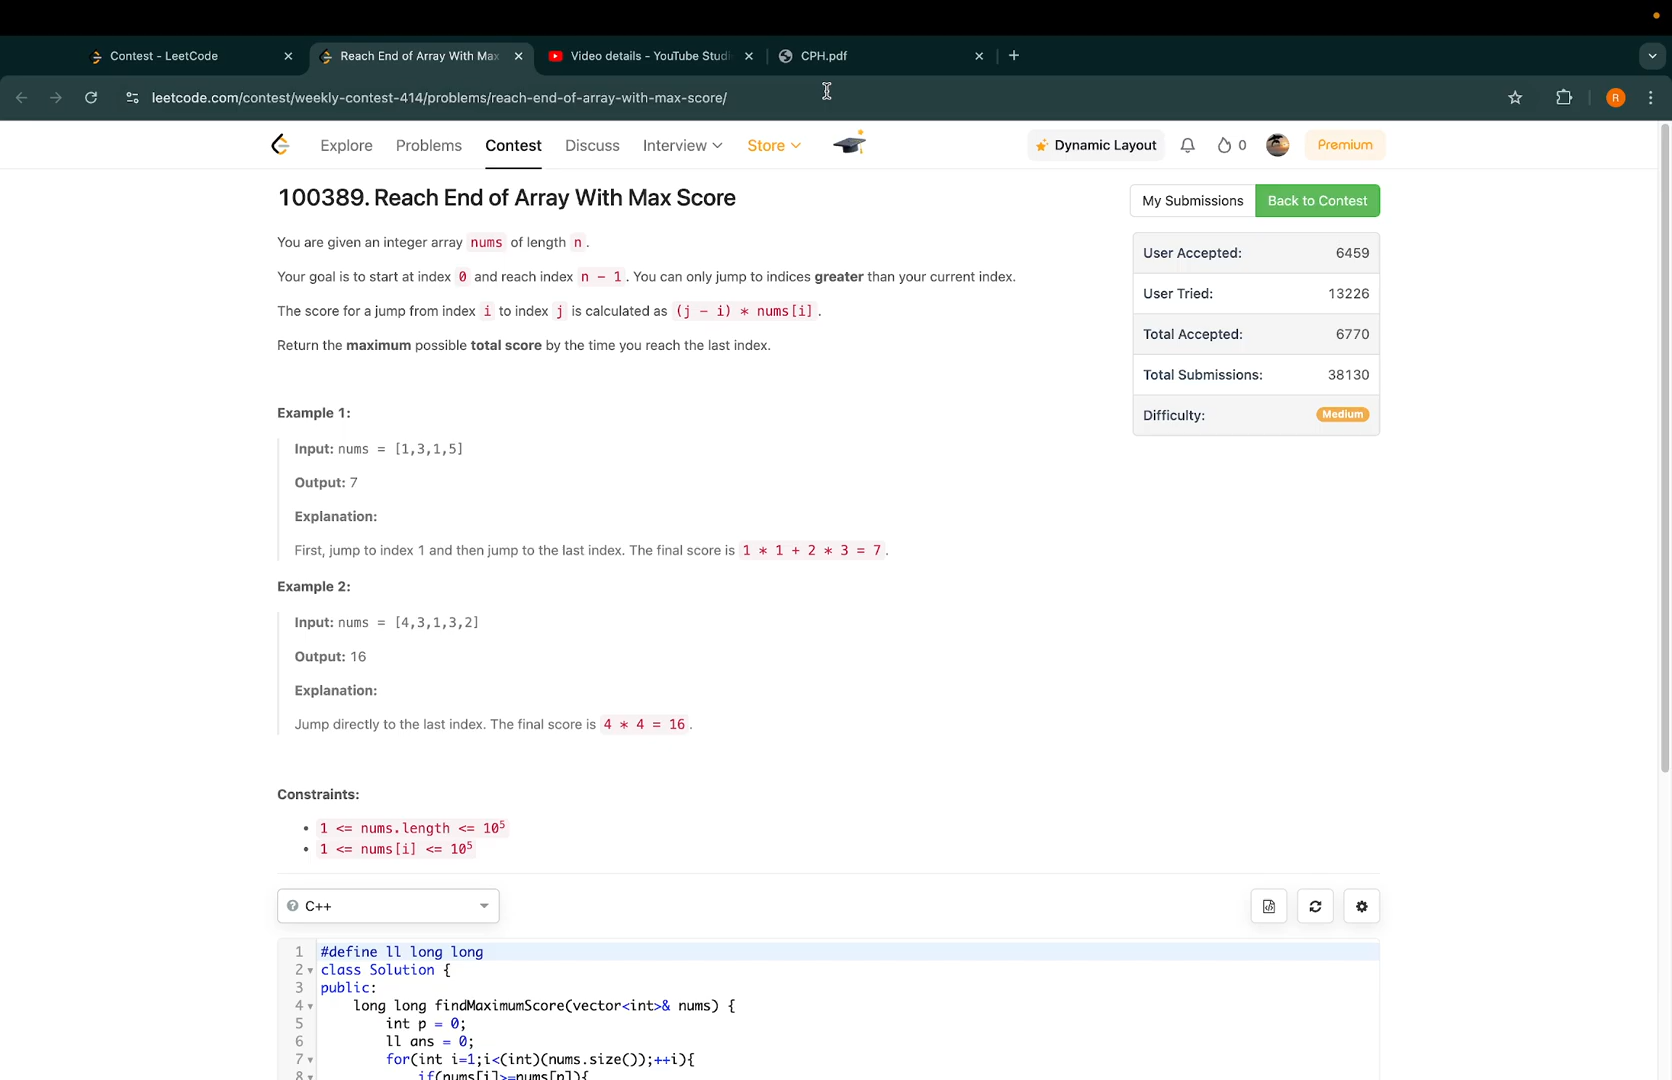 Contest - LeetCode
Reach End of Array With Max
Video details - YouTube Studi
CPH.pdf
leetcode.com/contest/weekly-contest-414/problems/reach-end-of-array-with-max-score/
R
Explore Problems Contest Discuss Interview Store
Dynamic Layout
0
Premium
100389. Reach End of Array With Max Score
My Submissions Back to Contest
You are given an integer array nums of length n.
Your goal is to start at index 0 and reach index n - 1. You can only jump to indices greater than your current index.
The score for a jump from index i to index j is calculated as (j - i) * nums[i].
Return the maximum possible total score by the time you reach the last index.
User Accepted: 6459
User Tried: 13226
Total Accepted: 6770
Total Submissions: 38130
Difficulty: Medium
Example 1:
Input: nums = [1,3,1,5]
Output: 7
Explanation:
First, jump to index 1 and then jump to the last index. The final score is 1 * 1 + 2 * 3 = 7.
Example 2:
Input: nums = [4,3,1,3,2]
Output: 16
Explanation:
Jump directly to the last index. The final score is 4 * 4 = 16.
Constraints:
1 <= nums.length <= 10⁵
1 <= nums[i] <= 10⁵
C++
1 #define ll long long
2 class Solution {
3 public:
4 long long findMaximumScore(vector<int>& nums) {
5 int p = 0;
6 ll ans = 0;
7 for(int i=1;i<(int)(nums.size());++i){
8 if(nums[i]>=nums[p]){